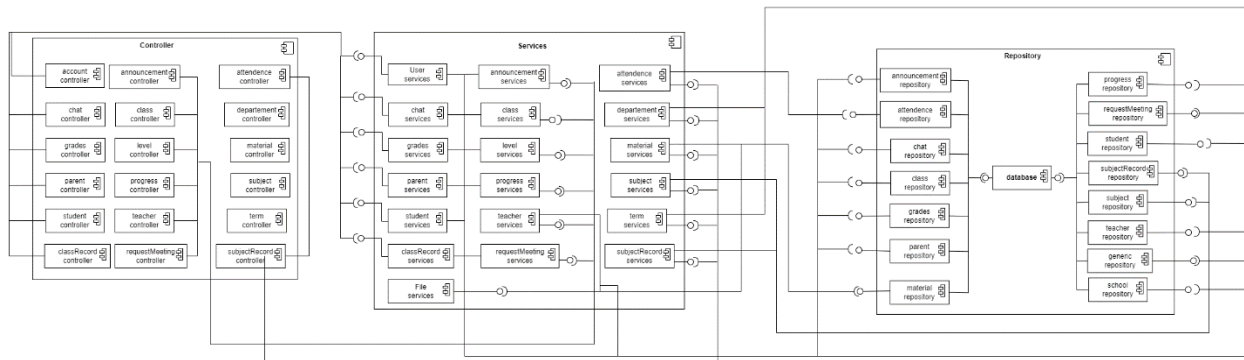 Controller
account
controller
announcement
controller
attendence
controller
chat
controller
class
controller
departement
controller
grades
controller
level
controller
material
controller
parent
controller
progress
controller
subject
controller
student
controller
teacher
controller
term
controller
classRecord
controller
requestMeeting
controller
subjectRecord
controller
Services
User
services
announcement
services
attendence
services
chat
services
class
services
departement
services
grades
services
level
services
material
services
parent
services
progress
services
subject
services
student
services
teacher
services
term
services
classRecord
services
requestMeeting
services
subjectRecord
services
File
services
Repository
announcement
repository
attendence
repository
chat
repository
class
repository
grades
repository
parent
repository
material
repository
database
progress
repository
requestMeeting
repository
student
repository
subjectRecord
repository
subject
repository
teacher
repository
generic
repository
school
repository